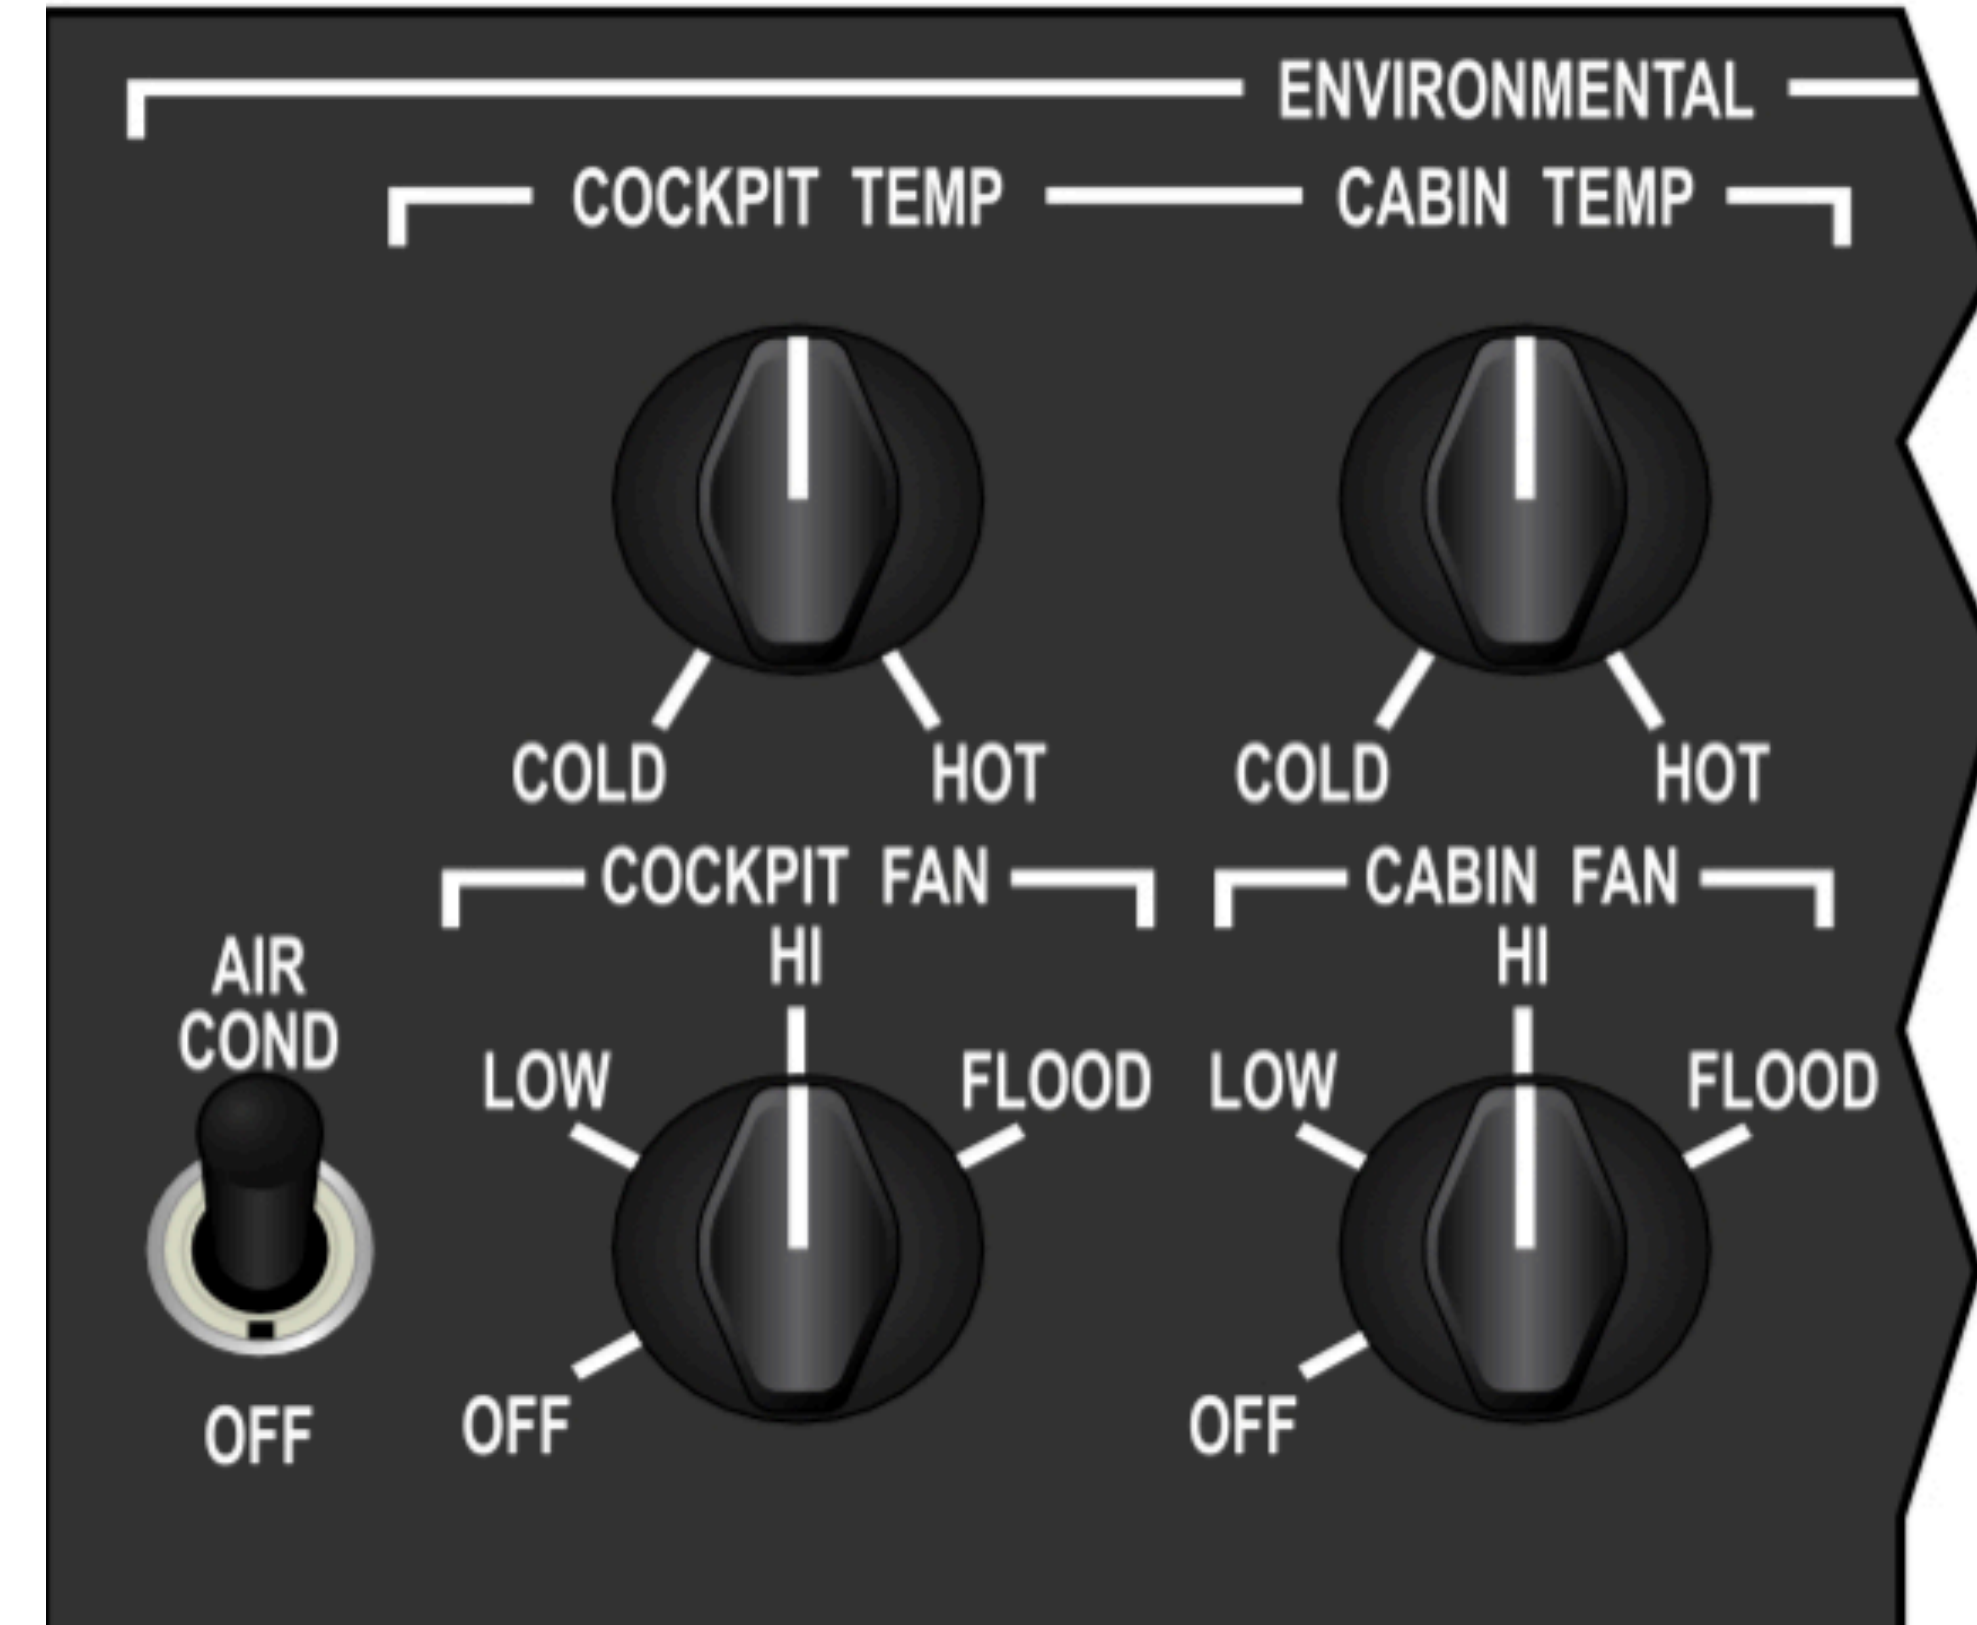 ENVIRONMENTAL
COCKPIT TEMP
CABIN TEMP
COLD
HOT
COLD
HOT
COCKPIT FAN
CABIN FAN
HI
HI
AIR
COND
LOW
FLOOD
LOW
FLOOD
OFF
OFF
OFF